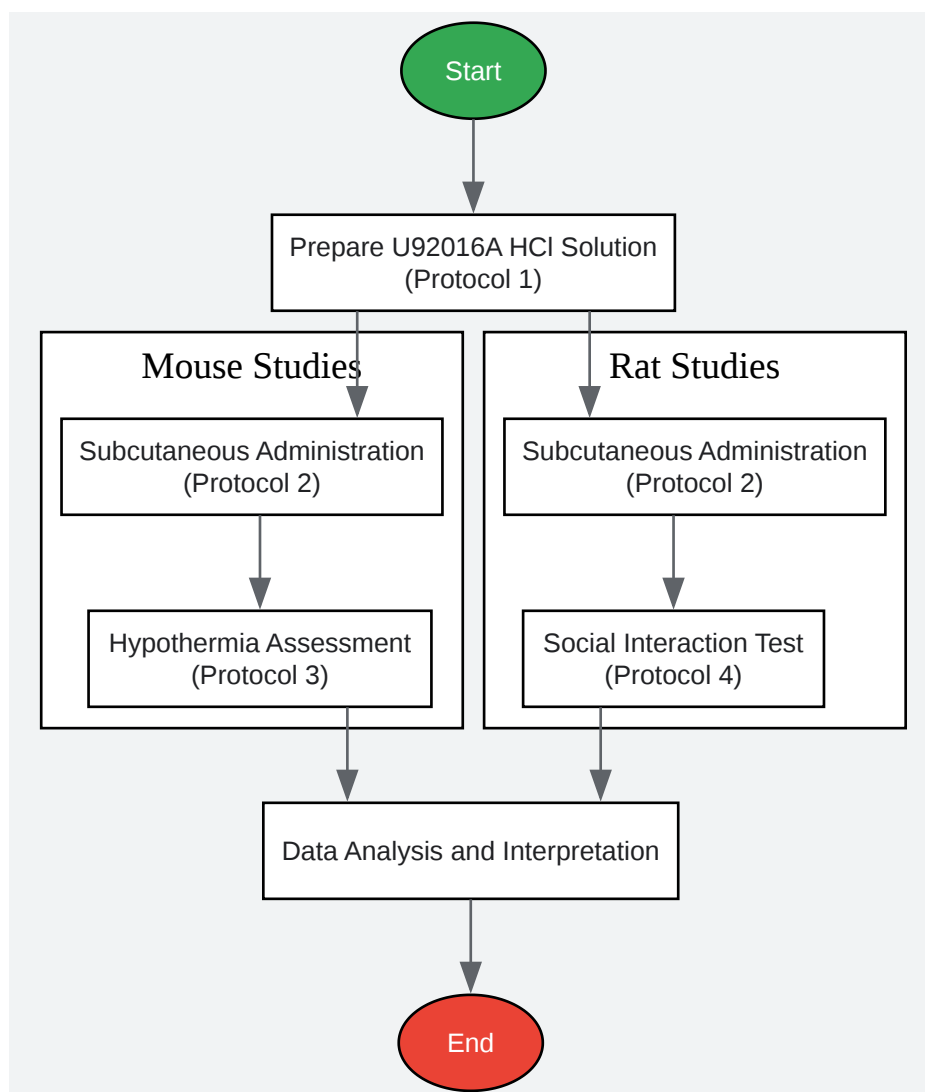 Start
Prepare U92016A HCl Solution
(Protocol 1)
Mouse Studies
Subcutaneous Administration
(Protocol 2)
Hypothermia Assessment
(Protocol 3)
Rat Studies
Subcutaneous Administration
(Protocol 2)
Social Interaction Test
(Protocol 4)
Data Analysis and Interpretation
End